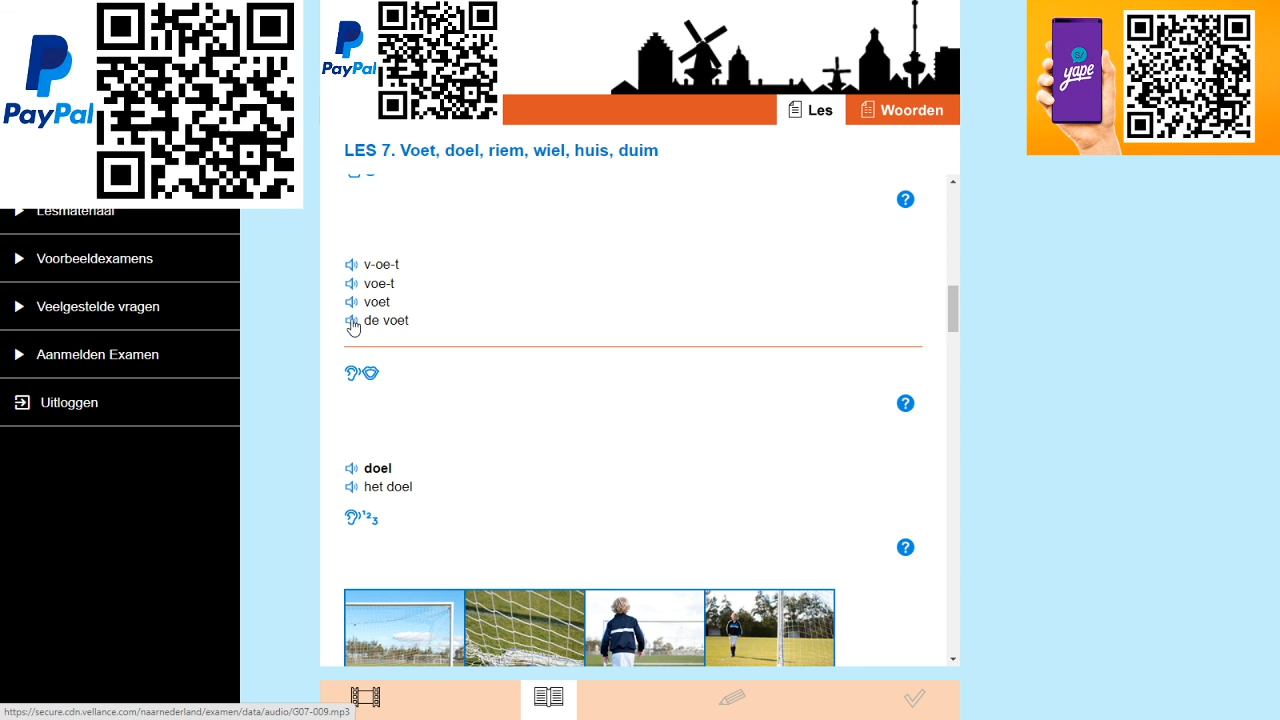 PayPal
PayPal
yape
Les
Woorden
LES 7. Voet, doel, riem, wiel, huis, duim
Lesmateriaal
Voorbeeldexamens
Veelgestelde vragen
Aanmelden Examen
Uitloggen
?
v-oe-t
voe-t
voet
de voet
?
doel
het doel
123
?
https://secure.cdn.vellance.com/naarnederland/examen/data/audio/G07-009.mp3